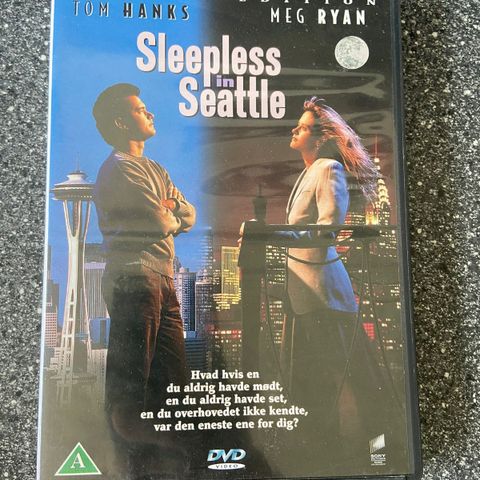 EDITION
TOM HANKS MEG RYAN
Sleepless
in
Seattle
Hvad hvis en
du aldrig havde mødt,
en du aldrig havde set,
en du overhovedet ikke kendte,
var den eneste ene for dig?
A
DVD
VIDEO
SONY